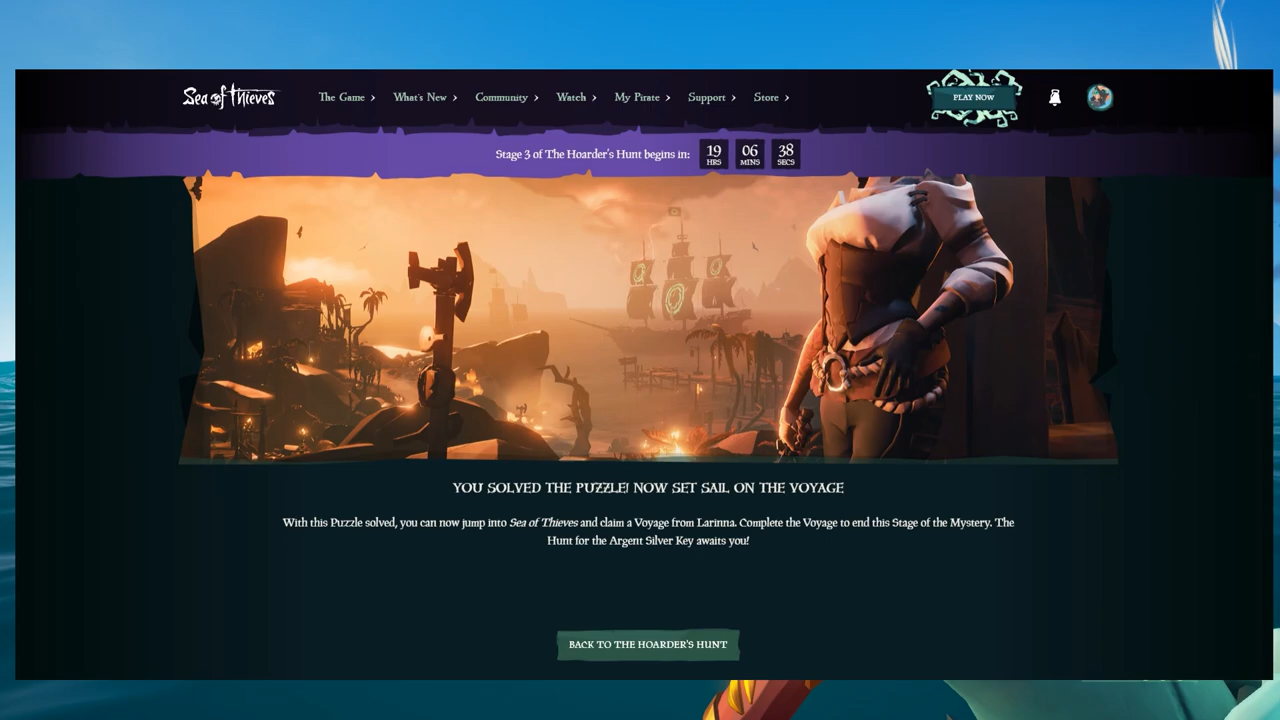 Sea of Thieves
The Game What's New Community Watch My Pirate Support Store
PLAY NOW
Stage 3 of The Hoarder's Hunt begins in: 19 HRS 06 MINS 38 SECS
YOU SOLVED THE PUZZLE! NOW SET SAIL ON THE VOYAGE
With this Puzzle solved, you can now jump into Sea of Thieves and claim a Voyage from Larinna. Complete the Voyage to end this Stage of the Mystery. The
Hunt for the Argent Silver Key awaits you!
BACK TO THE HOARDER'S HUNT